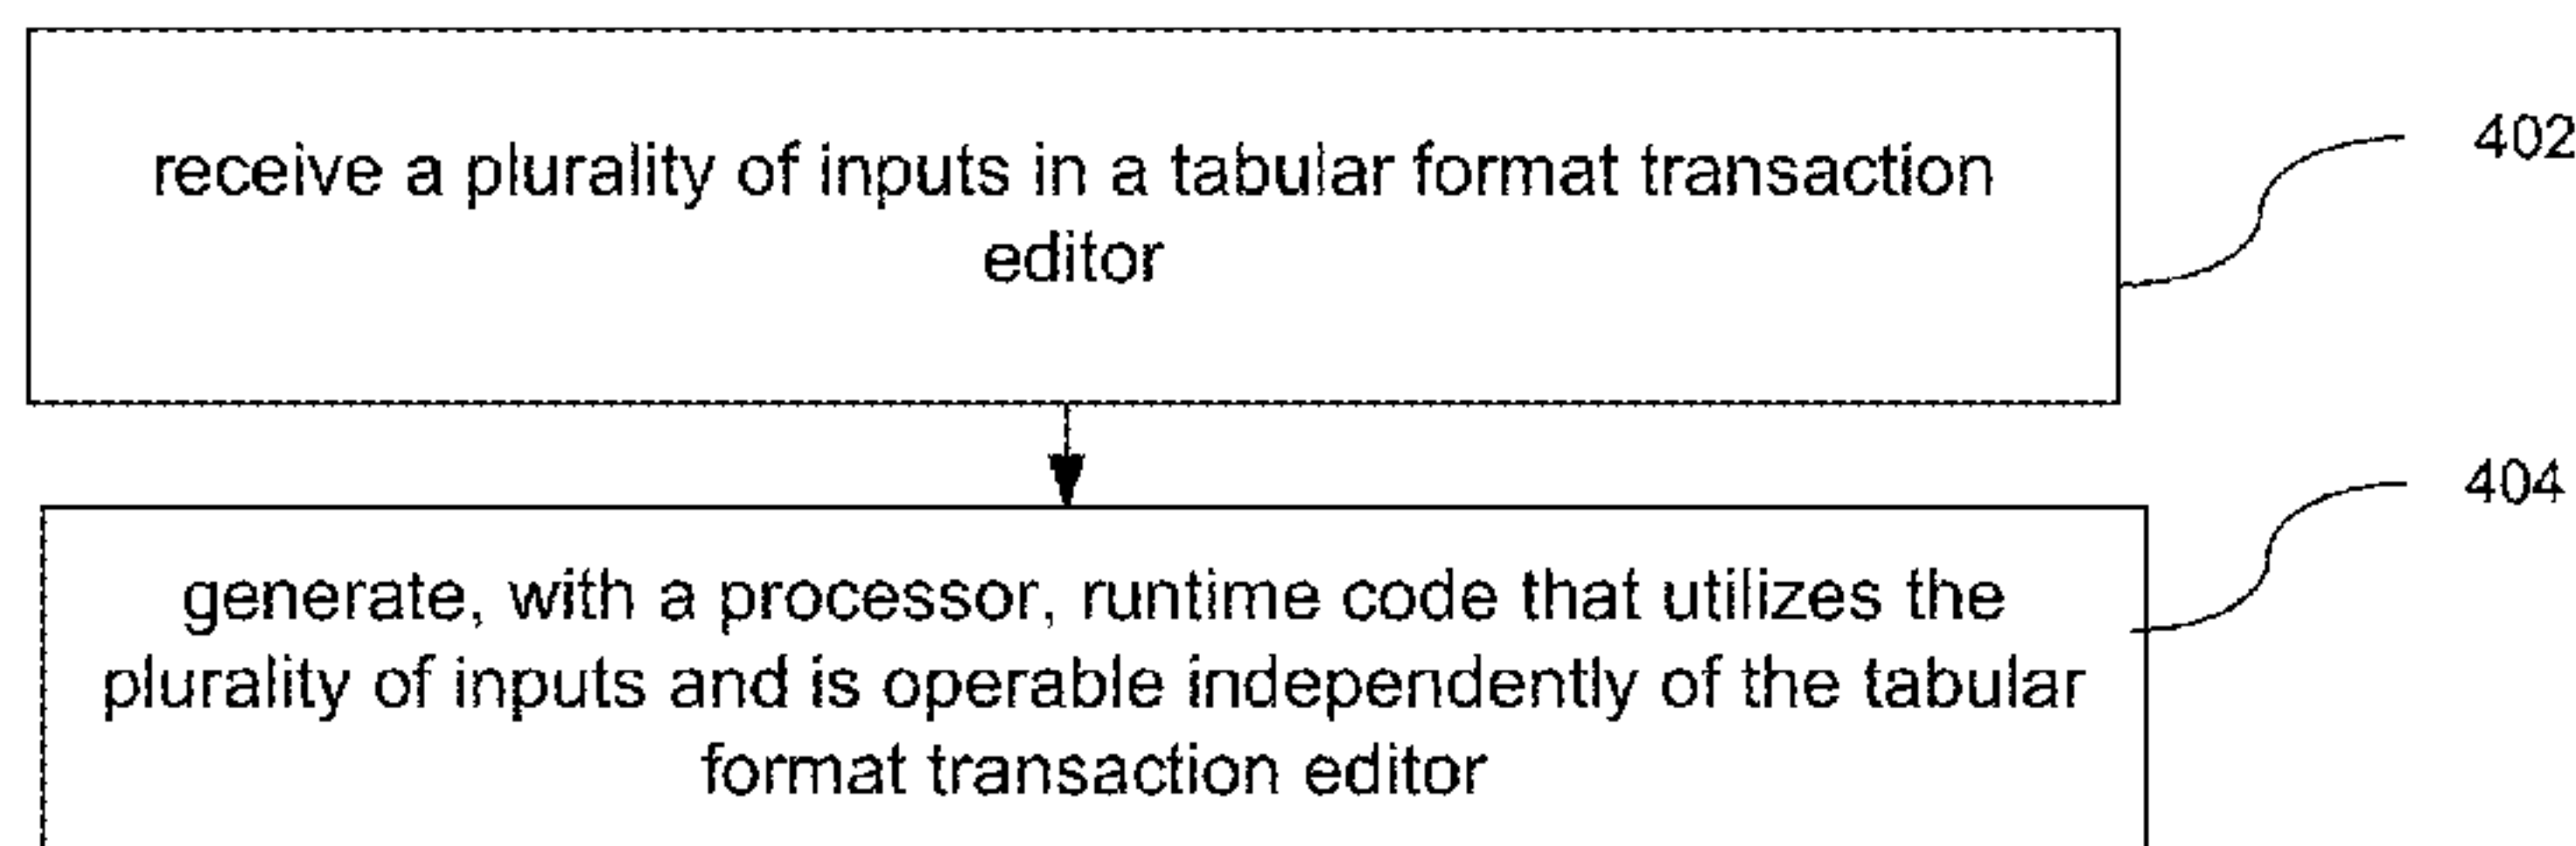 receive a plurality of inputs in a tabular format transaction
editor
402
generate, with a processor, runtime code that utilizes the
plurality of inputs and is operable independently of the tabular
format transaction editor
404